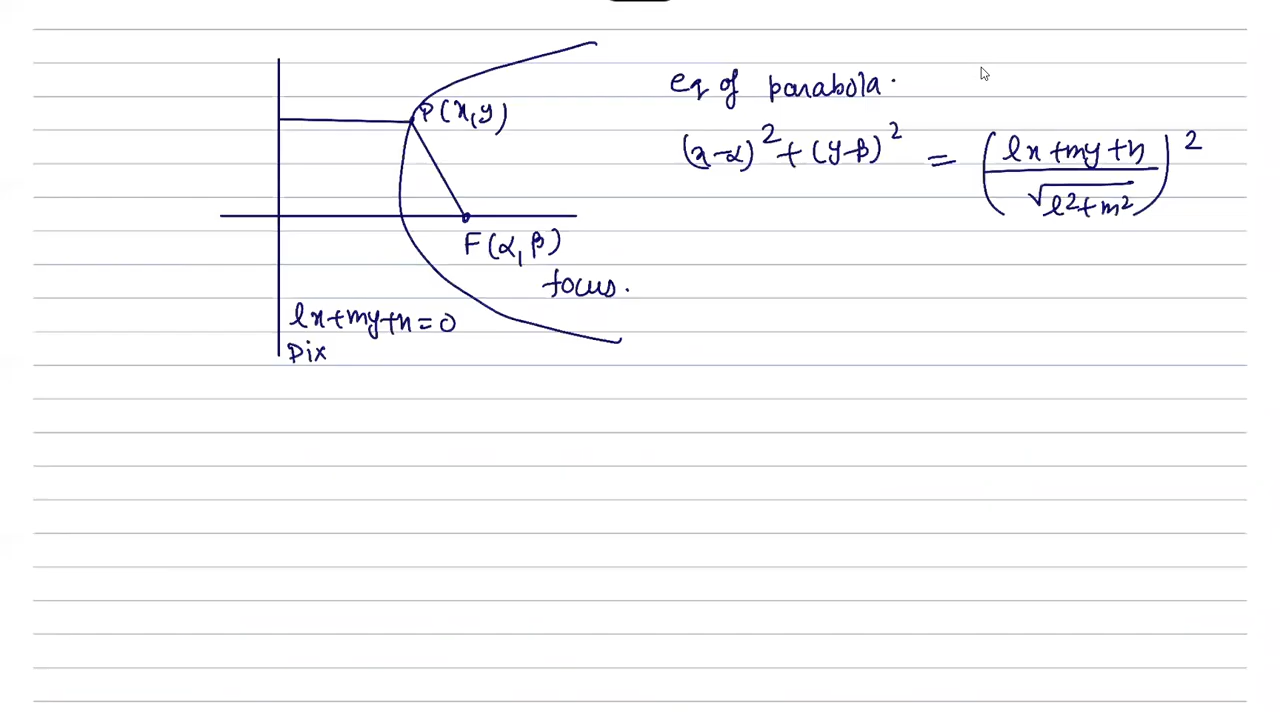 P(x,y)
F(α,β)
focus.
lx+my+n=0
Dix
eq of parabola.
(x-α)²+(y-β)² = (lx+my+n / √l²+m²)²